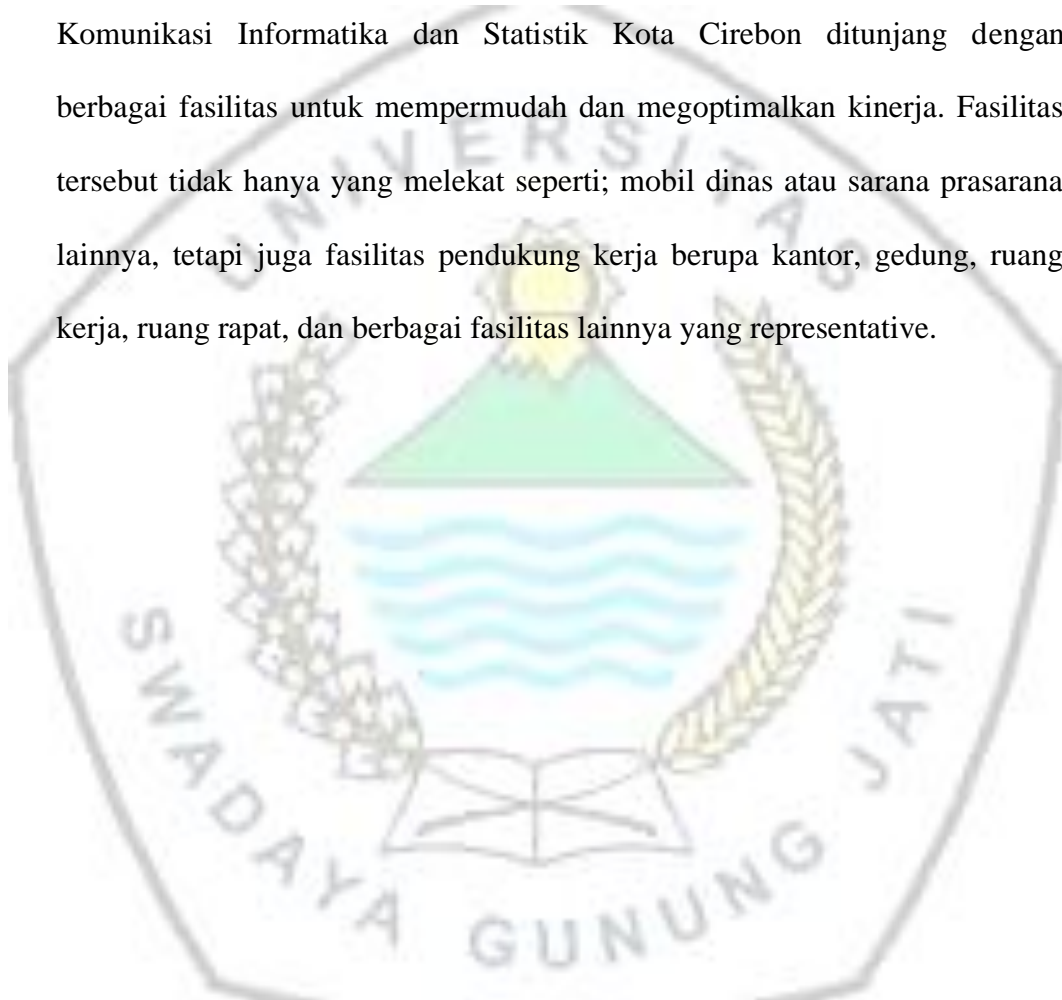 Komunikasi Informatika dan Statistik Kota Cirebon ditunjang dengan
berbagai fasilitas untuk mempermudah dan megoptimalkan kinerja. Fasilitas
tersebut tidak hanya yang melekat seperti; mobil dinas atau sarana prasarana
lainnya, tetapi juga fasilitas pendukung kerja berupa kantor, gedung, ruang
kerja, ruang rapat, dan berbagai fasilitas lainnya yang representative.
UNIVERSITAS
SWADAYA GUNUNG JATI